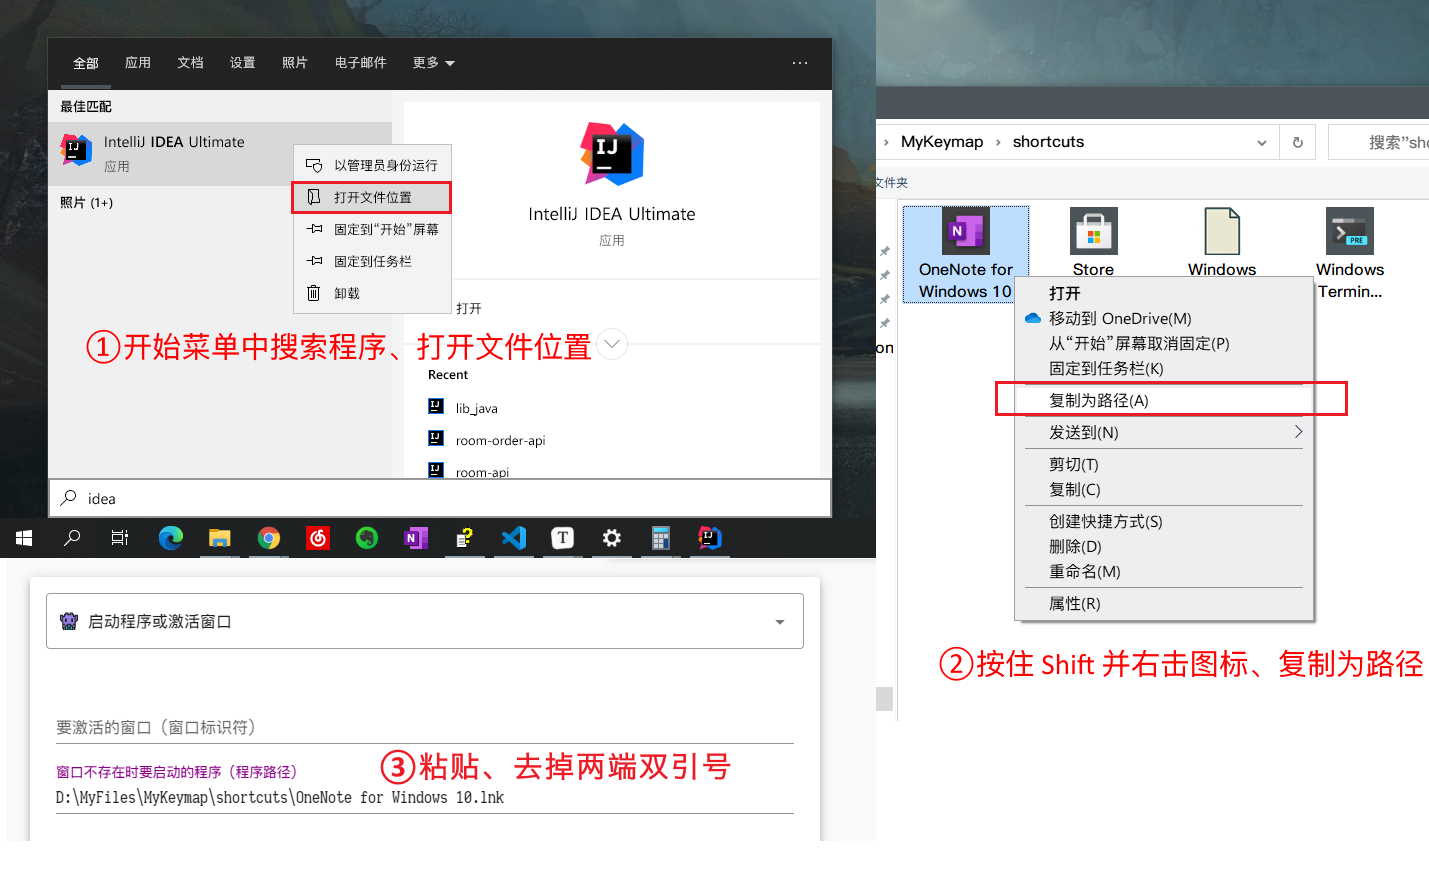 全部 应用 文档 设置 照片 电子邮件 更多 ···
最佳匹配
IntelliJ IDEA Ultimate
应用
照片 (1+)
以管理员身份运行
打开文件位置
固定到“开始”屏幕
固定到任务栏
卸载
IntelliJ IDEA Ultimate
应用
打开
①开始菜单中搜索程序、打开文件位置
Recent
lib_java
room-order-api
room-api
idea
MyKeymap › shortcuts
搜索"sho
文件夹
OneNote for
Windows 10
Store
Windows
Windows
Termin...
on
打开
移动到 OneDrive(M)
从“开始”屏幕取消固定(P)
固定到任务栏(K)
复制为路径(A)
发送到(N)
剪切(T)
复制(C)
创建快捷方式(S)
删除(D)
重命名(M)
属性(R)
②按住 Shift 并右击图标、复制为路径
启动程序或激活窗口
要激活的窗口（窗口标识符）
③粘贴、去掉两端双引号
窗口不存在时要启动的程序（程序路径）
D:\MyFiles\MyKeymap\shortcuts\OneNote for Windows 10.lnk